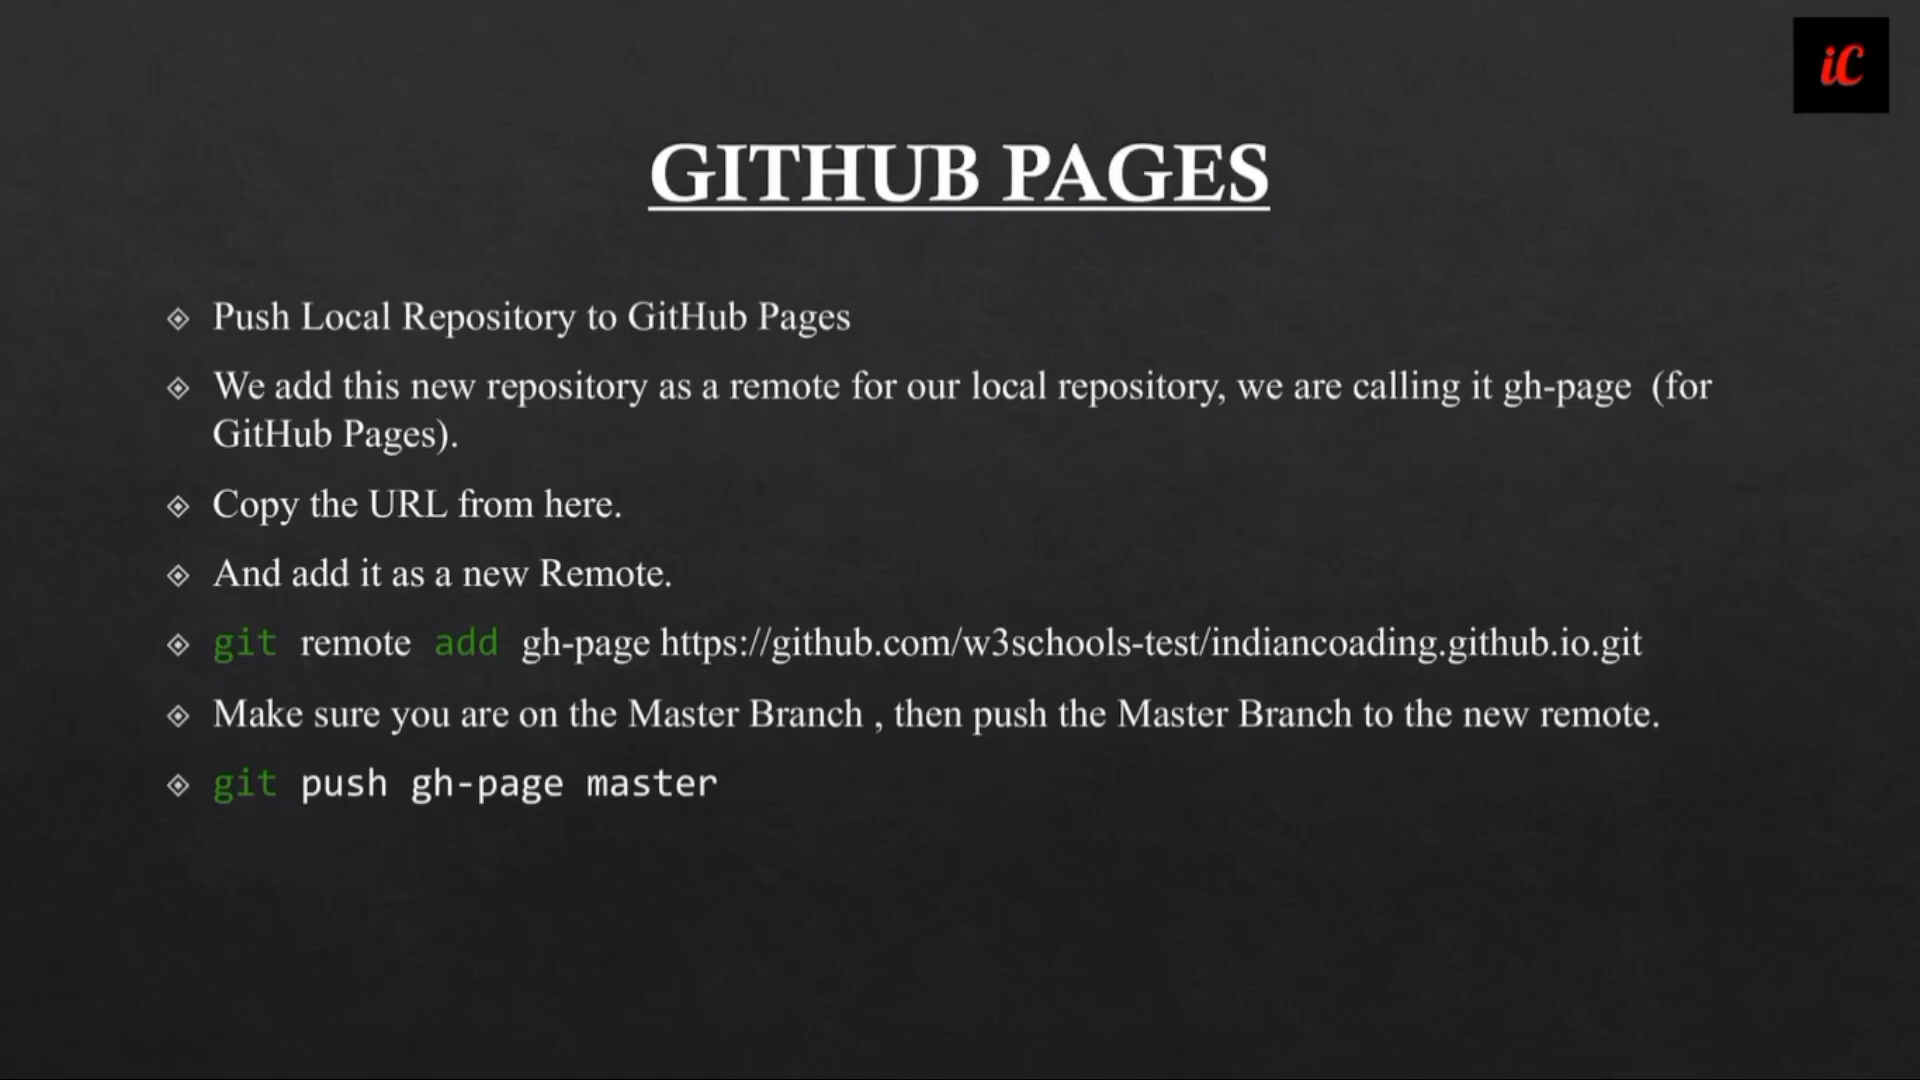 iC
GITHUB PAGES
Push Local Repository to GitHub Pages
We add this new repository as a remote for our local repository, we are calling it gh-page (for
GitHub Pages).
Copy the URL from here.
And add it as a new Remote.
git remote add gh-page https://github.com/w3schools-test/indiancoading.github.io.git
Make sure you are on the Master Branch , then push the Master Branch to the new remote.
git push gh-page master